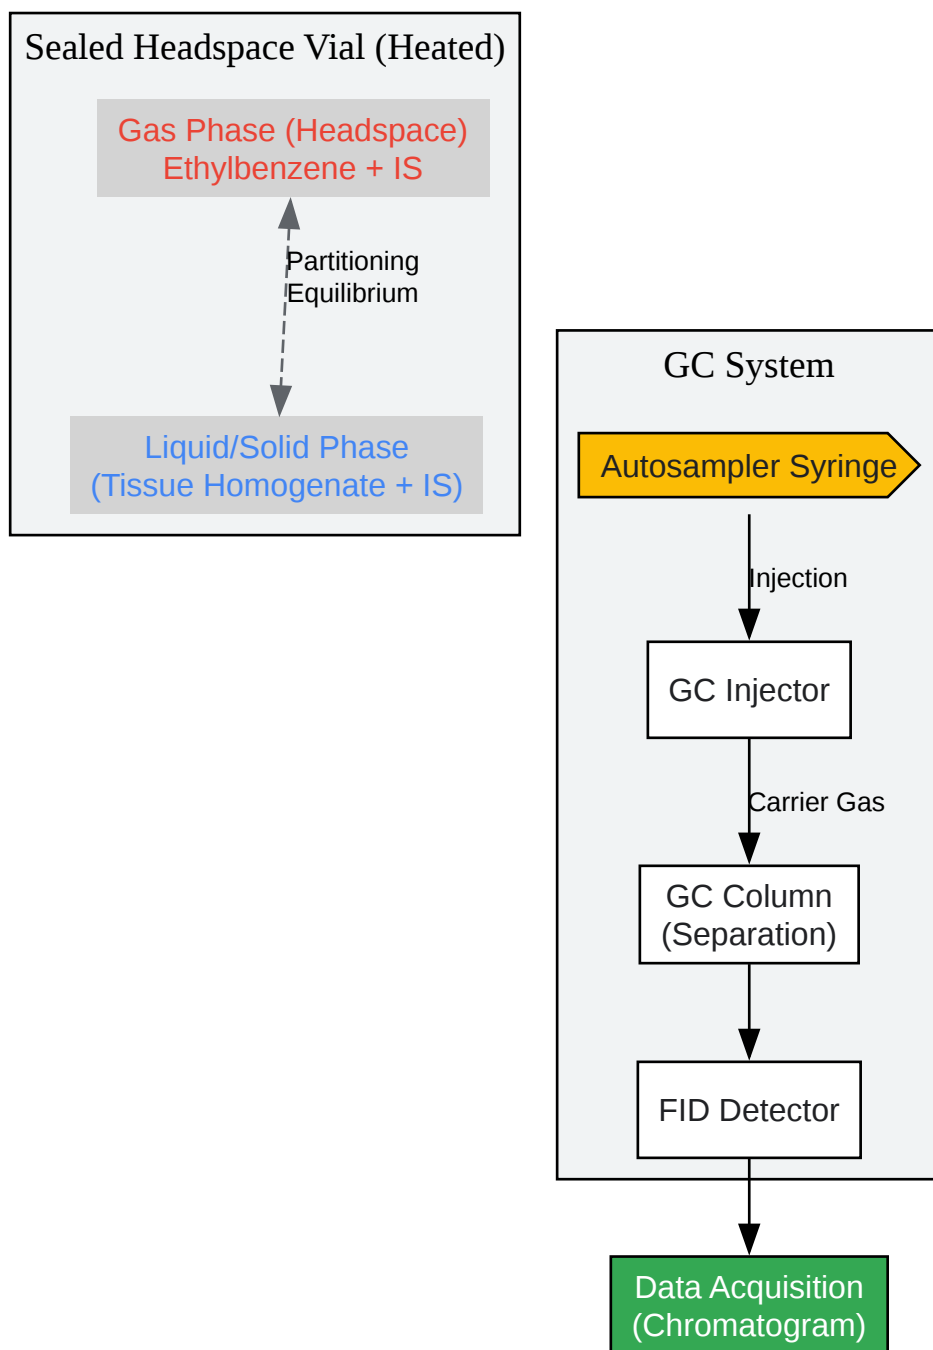 Sealed Headspace Vial (Heated)
Gas Phase (Headspace)
Ethylbenzene + IS
Partitioning
Equilibrium
Liquid/Solid Phase
(Tissue Homogenate + IS)
GC System
Autosampler Syringe
Injection
GC Injector
Carrier Gas
GC Column
(Separation)
FID Detector
Data Acquisition
(Chromatogram)